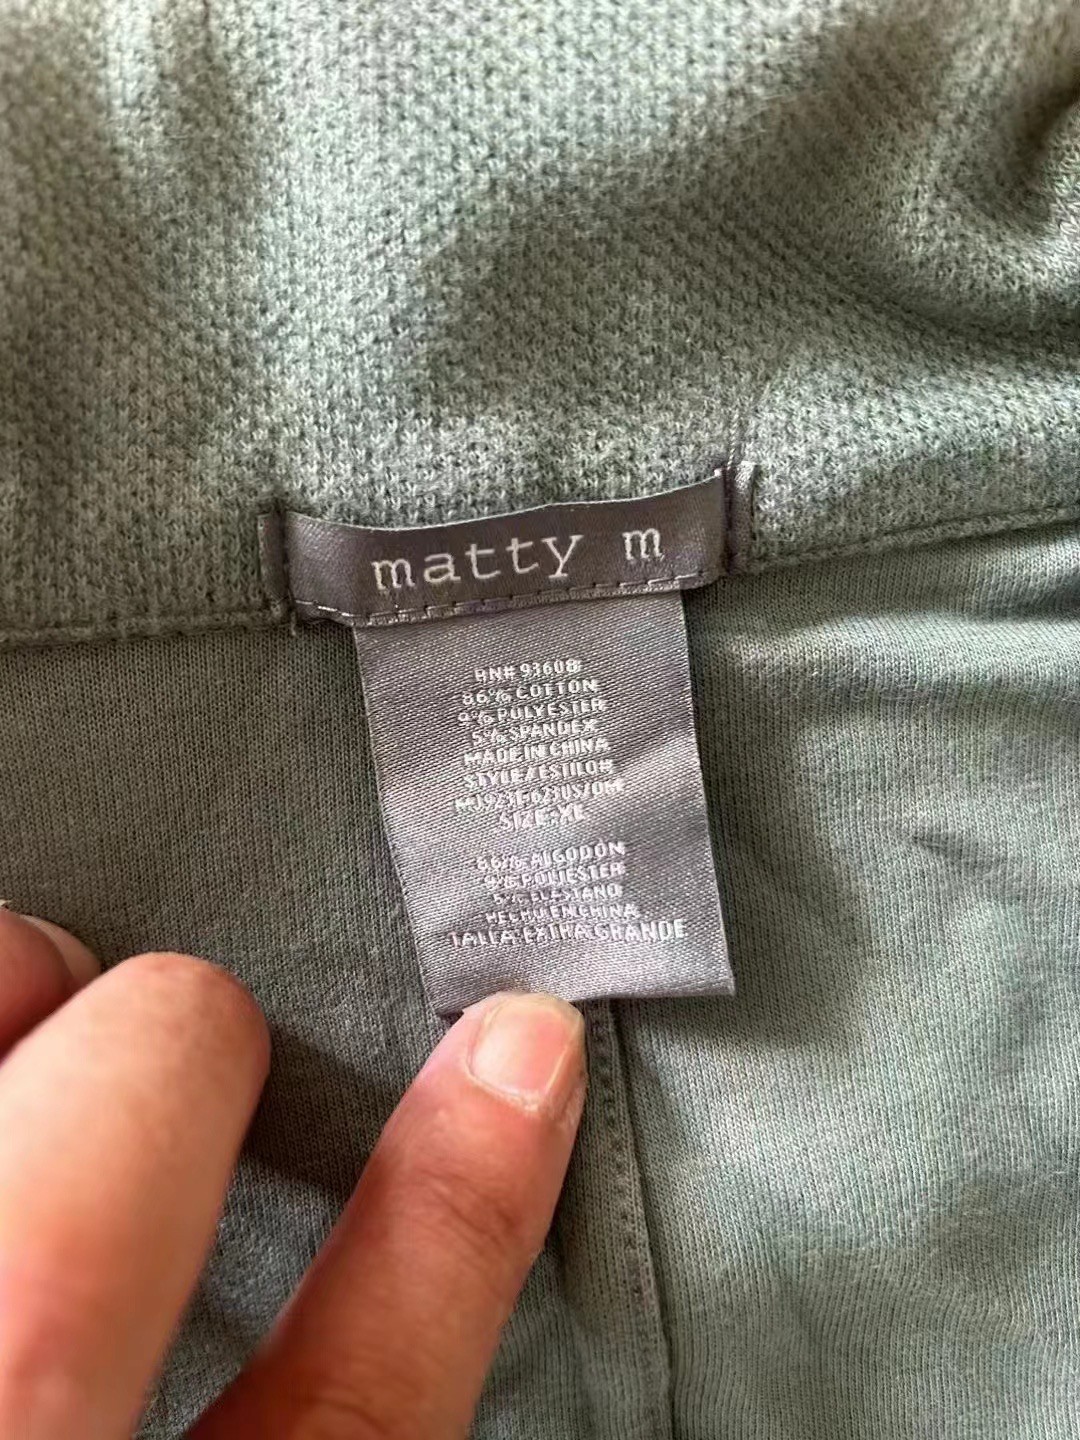 matty m
RN# 93608
86% COTTON
9% POLYESTER
5% SPANDEX
MADE IN CHINA
STYLE/ESTILO#
SIZE:XL
86% ALGODON
9% POLIESTER
5% ELASTANO
HECHO EN CHINA
TALLA:EXTRA GRANDE